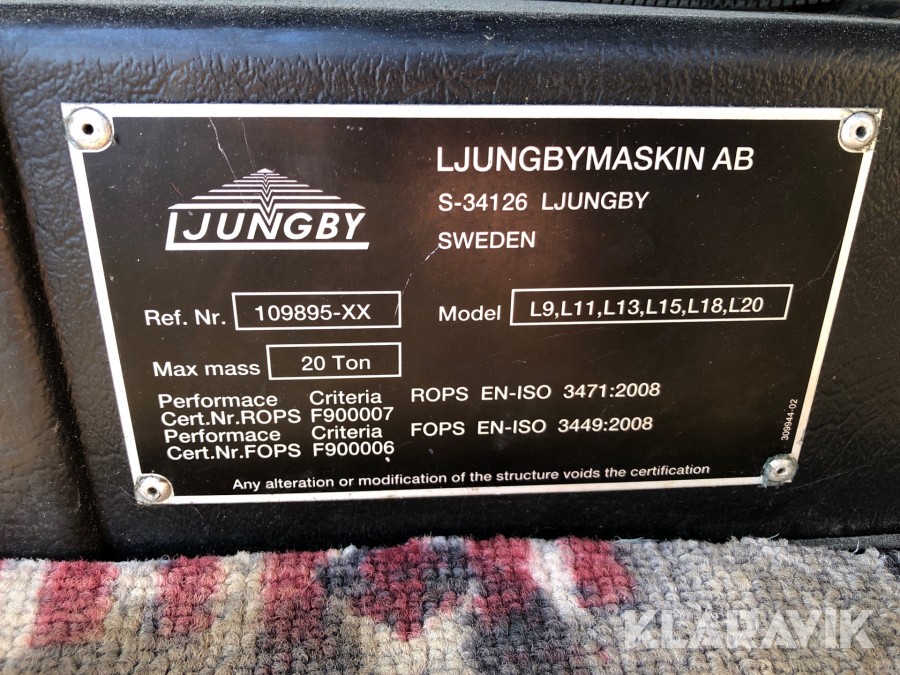 LJUNGBY
LJUNGBYMASKIN AB
S-34126 LJUNGBY
SWEDEN
Ref. Nr. 109895-XX
Model L9,L11,L13,L15,L18,L20
Max mass 20 Ton
Performace Criteria ROPS EN-ISO 3471:2008
Cert.Nr.ROPS F900007
Performace Criteria FOPS EN-ISO 3449:2008
Cert.Nr.FOPS F900006
Any alteration or modification of the structure voids the certification
309944-02
KLARAVIK